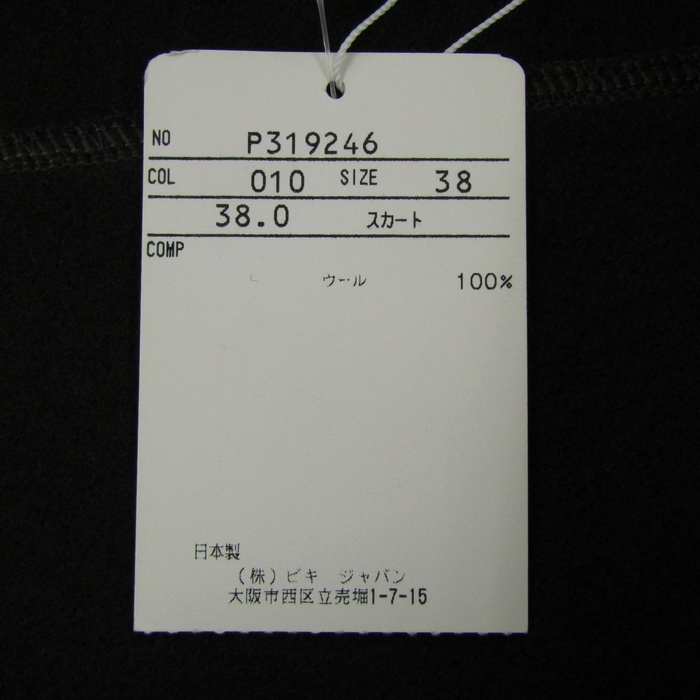 NO P319246
COL 010 SIZE 38
38.0 スカート
COMP
ウール 100%
日本製
(株)ビキ ジャパン
大阪市西区立売堀1-7-15